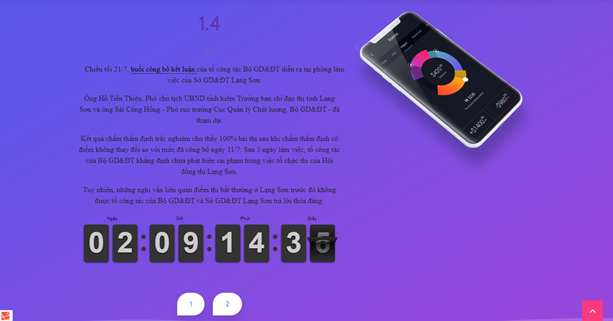 1.4
Chiều tối 21/7, buổi công bố kết luận của tổ công tác Bộ GD&ĐT diễn ra tại phòng làm
việc của Sở GD&ĐT Lạng Sơn.
Ông Hồ Tiến Thiệu, Phó chủ tịch UBND tỉnh kiêm Trưởng ban chỉ đạo thi tỉnh Lạng
Sơn và ông Sái Công Hồng - Phó cục trưởng Cục Quản lý Chất lượng, Bộ GD&ĐT - đã
tham dự.
Kết quả chấm thẩm định trắc nghiệm cho thấy 100% bài thi sau khi chấm thẩm định có
điểm không thay đổi so với mức đã công bố ngày 11/7. Sau 3 ngày làm việc, tổ công tác
của Bộ GD&ĐT khẳng định chưa phát hiện sai phạm trong việc tổ chức thi của Hội
đồng thi Lạng Sơn.
Tuy nhiên, những nghi vấn liên quan điểm thi bất thường ở Lạng Sơn trước đó không
được tổ công tác của Bộ GD&ĐT và Sở GD&ĐT Lạng Sơn trả lời thỏa đáng.
Ngày Giờ Phút Giây
02:09:14:3
1 2